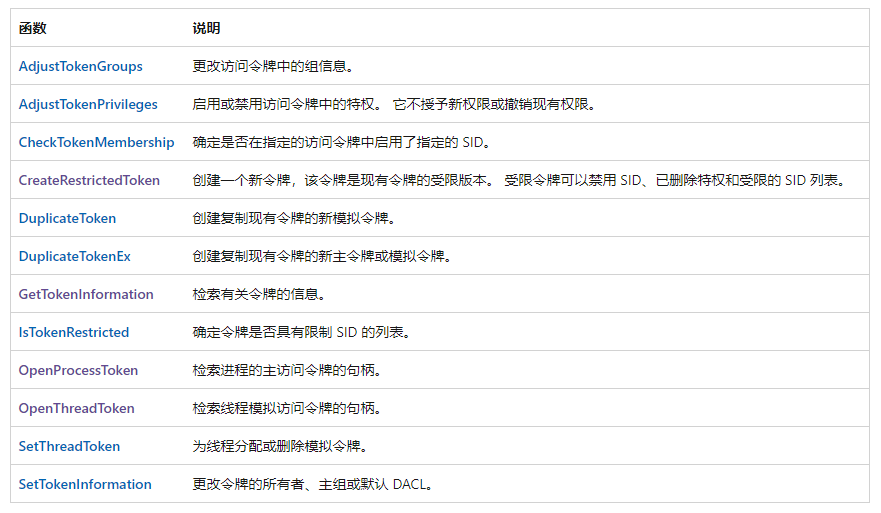 函数 说明
AdjustTokenGroups 更改访问令牌中的组信息。
AdjustTokenPrivileges 启用或禁用访问令牌中的特权。 它不授予新权限或撤销现有权限。
CheckTokenMembership 确定是否在指定的访问令牌中启用了指定的 SID。
CreateRestrictedToken 创建一个新令牌，该令牌是现有令牌的受限版本。 受限令牌可以禁用 SID、已删除特权和受限的 SID 列表。
DuplicateToken 创建复制现有令牌的新模拟令牌。
DuplicateTokenEx 创建复制现有令牌的新主令牌或模拟令牌。
GetTokenInformation 检索有关令牌的信息。
IsTokenRestricted 确定令牌是否具有限制 SID 的列表。
OpenProcessToken 检索进程的主访问令牌的句柄。
OpenThreadToken 检索线程模拟访问令牌的句柄。
SetThreadToken 为线程分配或删除模拟令牌。
SetTokenInformation 更改令牌的所有者、主组或默认 DACL。